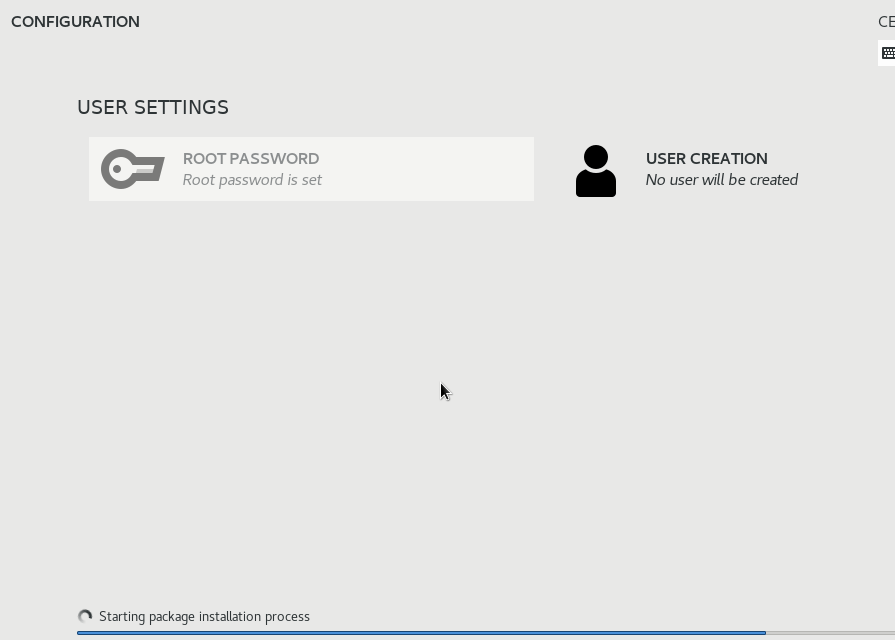 CONFIGURATION
CE
USER SETTINGS
ROOT PASSWORD
Root password is set
USER CREATION
No user will be created
Starting package installation process